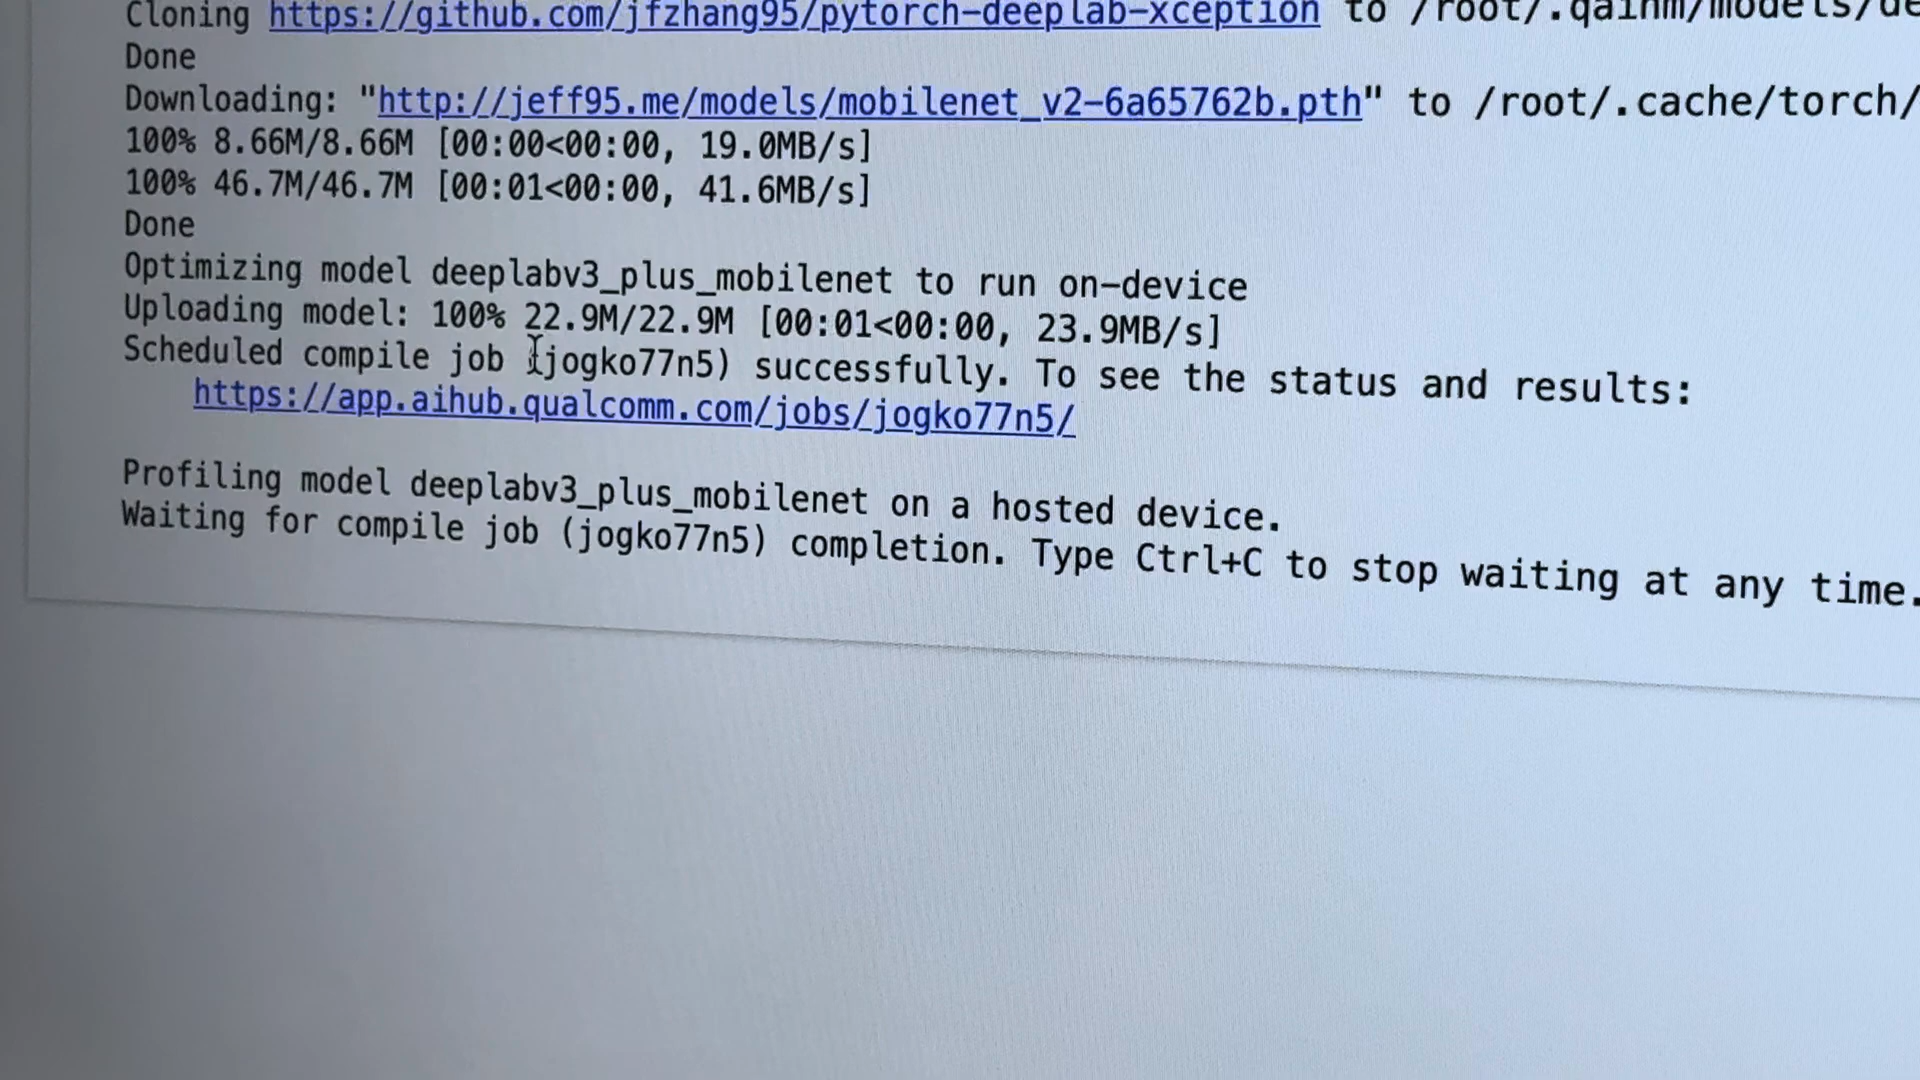 Cloning https://github.com/jfzhang95/pytorch-deeplab-xception to /root/.qaihm/models/de
Done
Downloading: "http://jeff95.me/models/mobilenet_v2-6a65762b.pth" to /root/.cache/torch/
100% 8.66M/8.66M [00:00<00:00, 19.0MB/s]
100% 46.7M/46.7M [00:01<00:00, 41.6MB/s]
Done
Optimizing model deeplabv3_plus_mobilenet to run on-device
Uploading model: 100% 22.9M/22.9M [00:01<00:00, 23.9MB/s]
Scheduled compile job (jogko77n5) successfully. To see the status and results:
https://app.aihub.qualcomm.com/jobs/jogko77n5/
Profiling model deeplabv3_plus_mobilenet on a hosted device.
Waiting for compile job (jogko77n5) completion. Type Ctrl+C to stop waiting at any time.